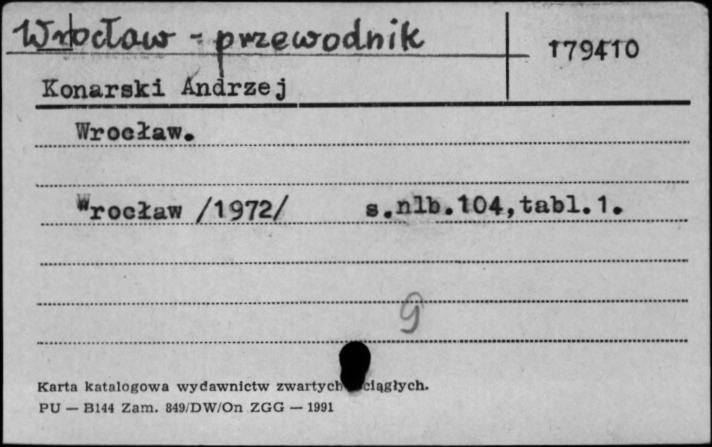 Wrocław - przewodnik
179410
Konarski Andrzej
Wrocław.
Wrocław /1972/ s.nlb.104,tabl.1.
9
Karta katalogowa wydawnictw zwartych ciągłych.
PU — B144 Zam. 849/DW/On ZGG — 1991